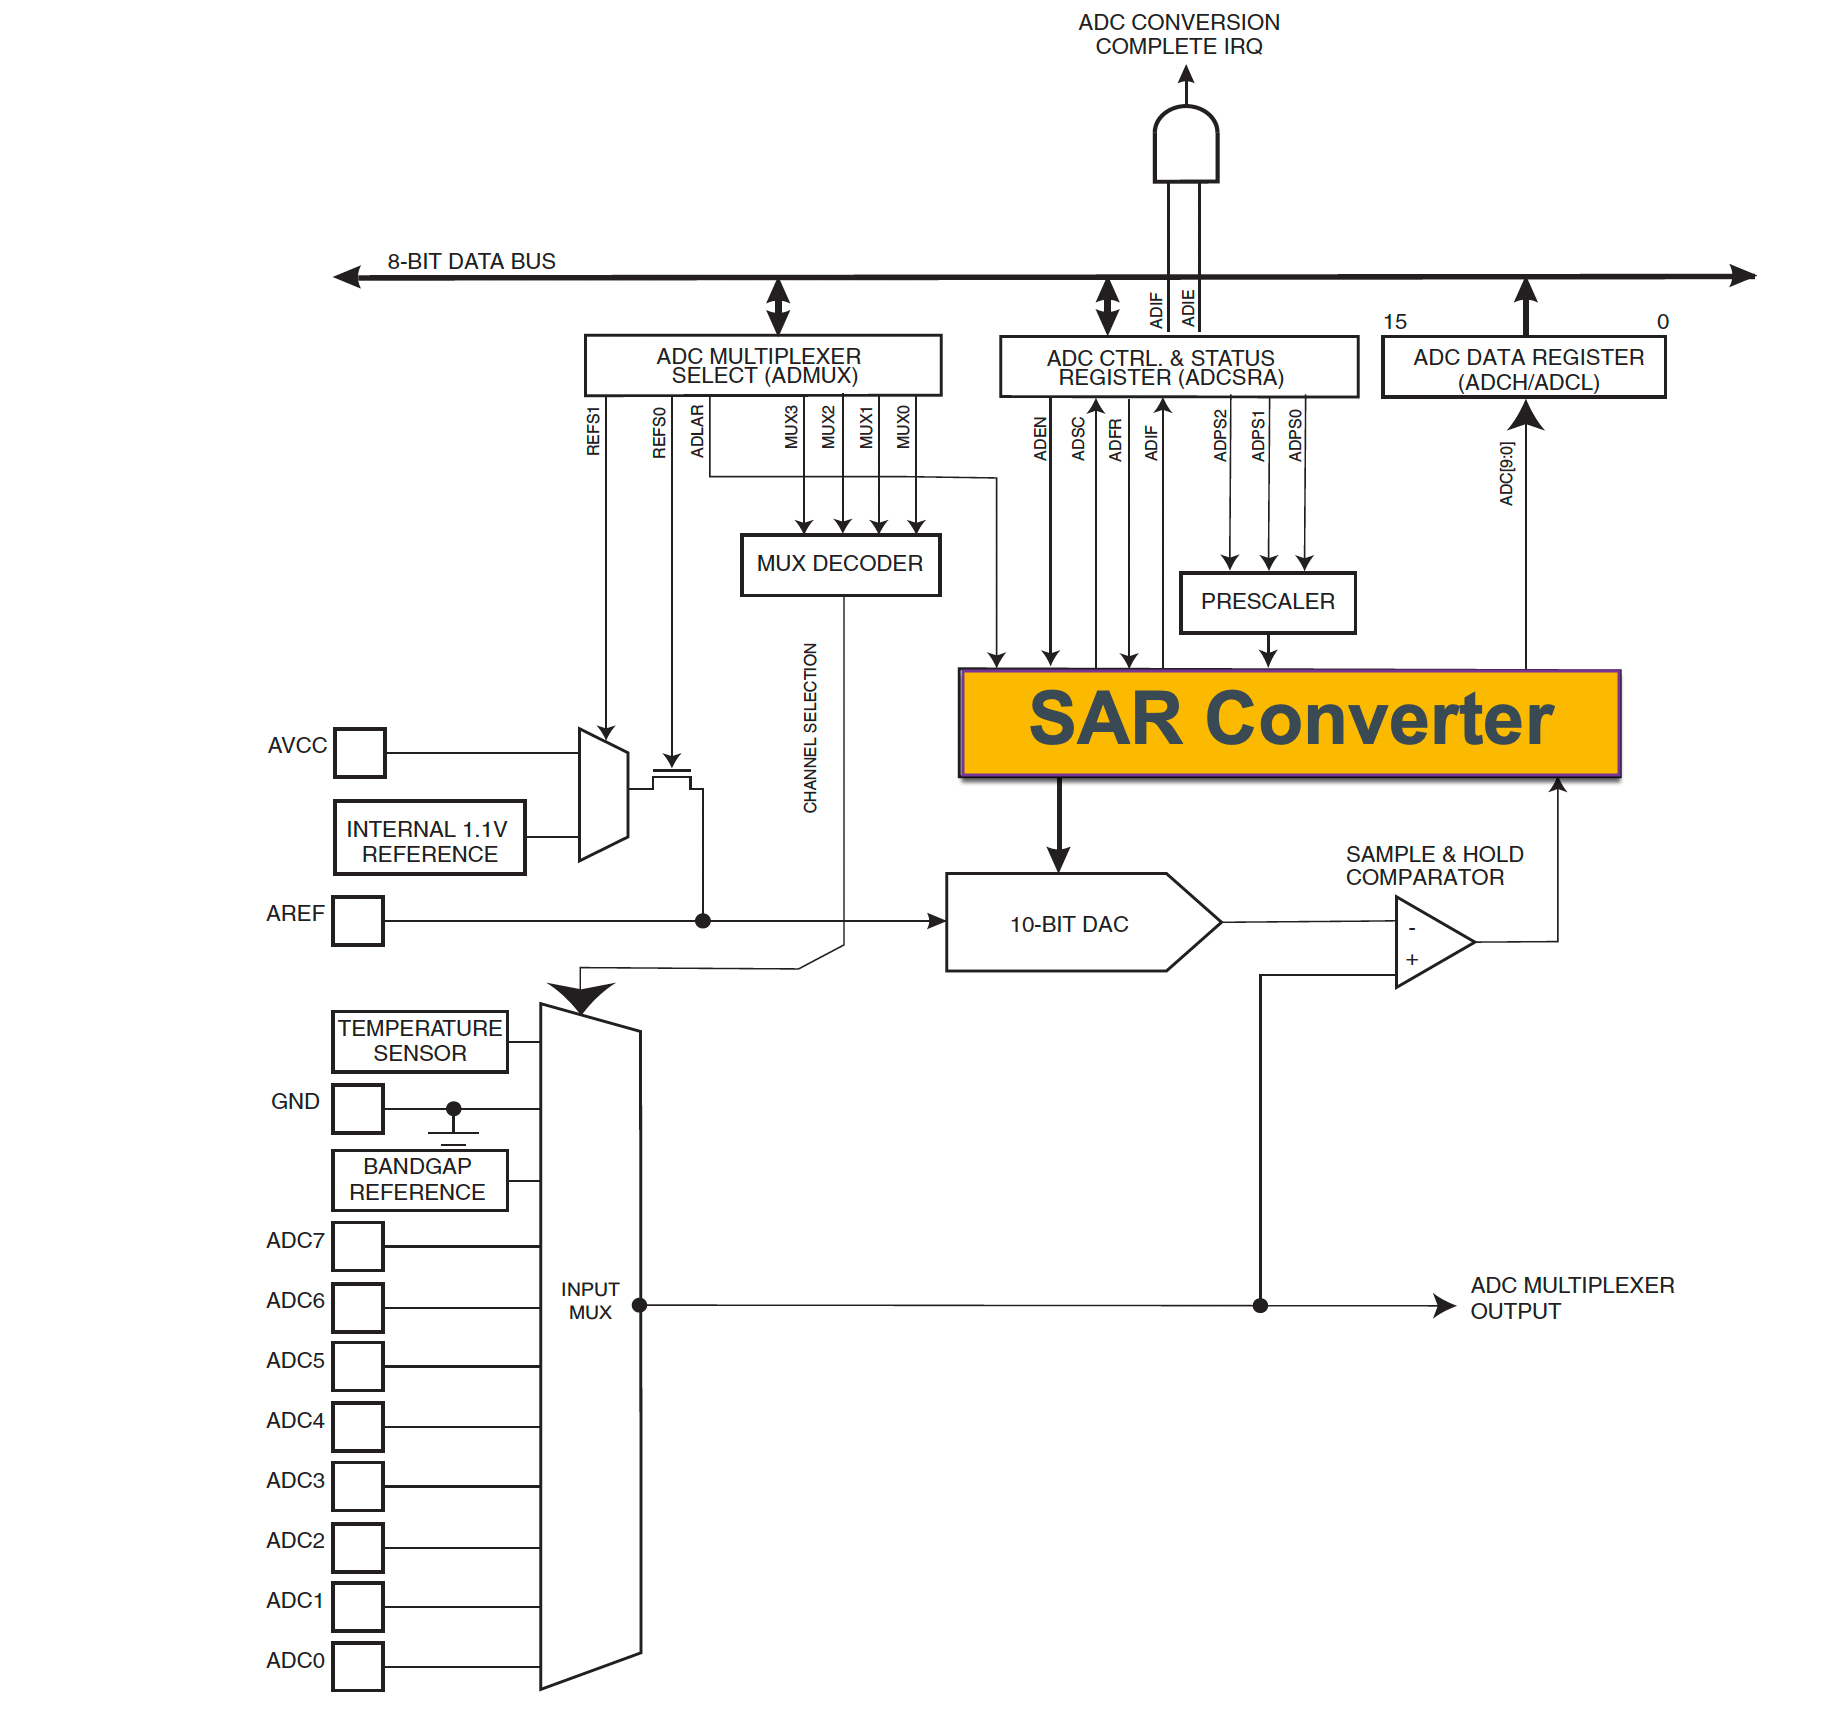 ADC CONVERSION
COMPLETE IRQ
8-BIT DATA BUS
ADIF
ADIE
15
0
ADC MULTIPLEXER
SELECT (ADMUX)
ADC CTRL. & STATUS
REGISTER (ADCSRA)
ADC DATA REGISTER
(ADCH/ADCL)
REFS1
REFS0
ADLAR
MUX3
MUX2
MUX1
MUX0
ADEN
ADSC
ADFR
ADIF
ADPS2
ADPS1
ADPS0
ADC[9:0]
MUX DECODER
PRESCALER
CHANNEL SELECTION
SAR Converter
AVCC
INTERNAL 1.1V
REFERENCE
SAMPLE & HOLD
COMPARATOR
AREF
10-BIT DAC
-
+
TEMPERATURE
SENSOR
GND
BANDGAP
REFERENCE
ADC7
ADC6
ADC5
ADC4
ADC3
ADC2
ADC1
ADC0
INPUT
MUX
ADC MULTIPLEXER
OUTPUT